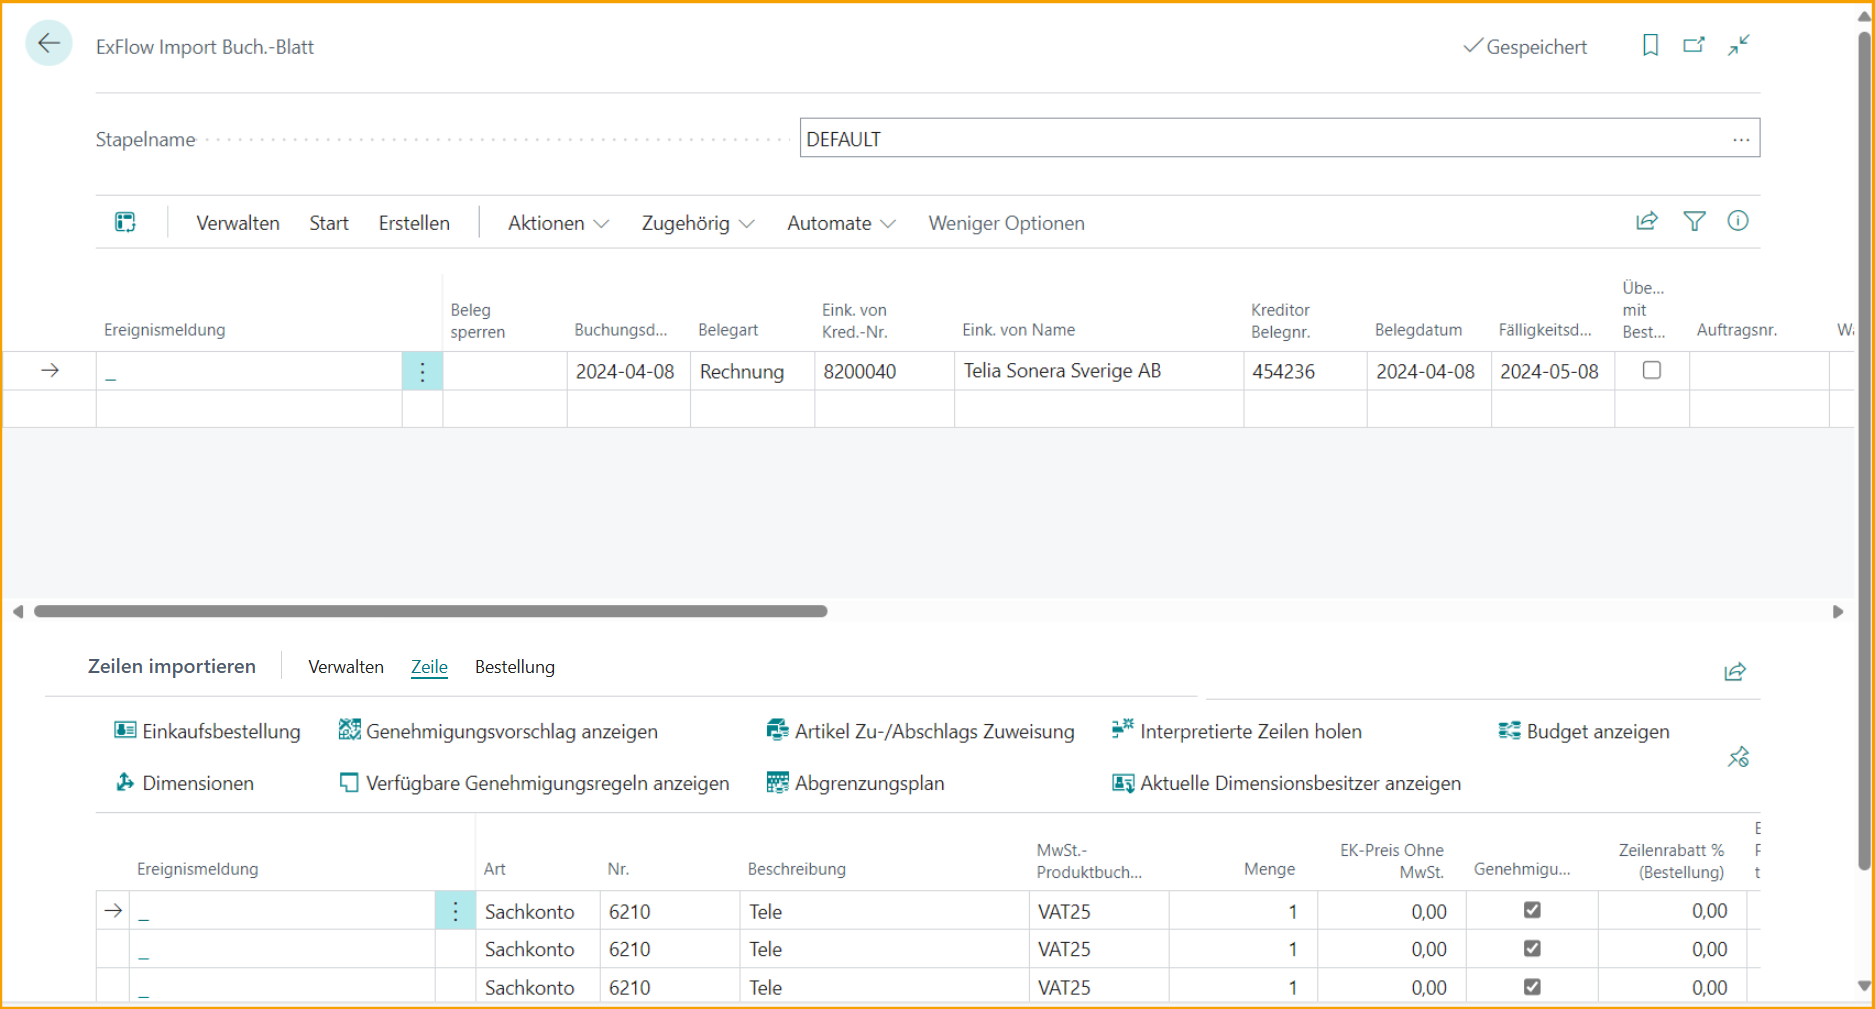 ExFlow Import Buch.-Blatt
Gespeichert
Stapelname
DEFAULT
Verwalten Start Erstellen Aktionen Zugehörig Automate Weniger Optionen
Ereignismeldung Beleg sperren Buchungsd... Belegart Eink. von Kred.-Nr. Eink. von Name Kreditor Belegnr. Belegdatum Fälligkeitsd... Übe... mit Best... Auftragsnr.
_ 2024-04-08 Rechnung 8200040 Telia Sonera Sverige AB 454236 2024-04-08 2024-05-08
Zeilen importieren Verwalten Zeile Bestellung
Einkaufsbestellung Genehmigungsvorschlag anzeigen Artikel Zu-/Abschlags Zuweisung Interpretierte Zeilen holen Budget anzeigen
Dimensionen Verfügbare Genehmigungsregeln anzeigen Abgrenzungsplan Aktuelle Dimensionsbesitzer anzeigen
Ereignismeldung Art Nr. Beschreibung MwSt.-Produktbuch... Menge EK-Preis Ohne MwSt. Genehmigu... Zeilenrabatt % (Bestellung)
_ Sachkonto 6210 Tele VAT25 1 0,00 0,00
_ Sachkonto 6210 Tele VAT25 1 0,00 0,00
_ Sachkonto 6210 Tele VAT25 1 0,00 0,00